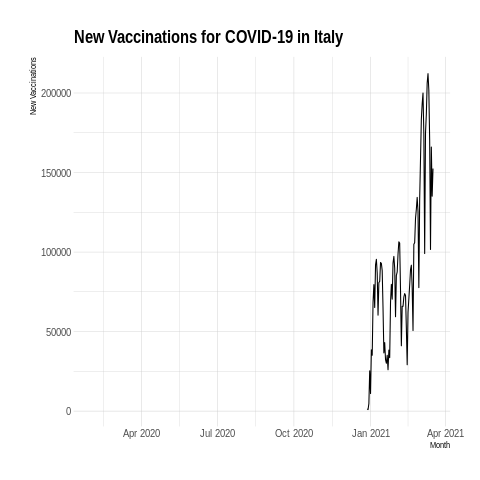 New Vaccinations for COVID-19 in Italy
New Vaccinations
200000
150000
100000
50000
0
Apr 2020 Jul 2020 Oct 2020 Jan 2021 Apr 2021
Month